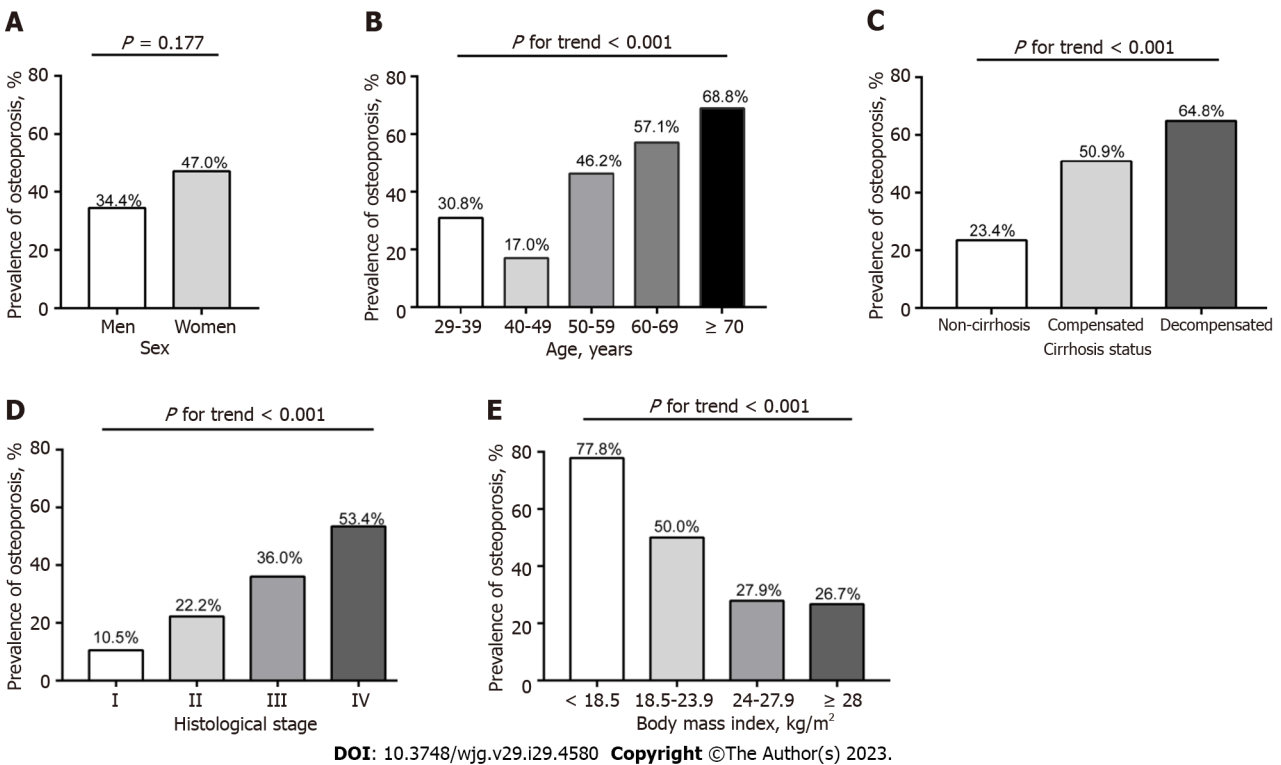 A
P = 0.177
Prevalence of osteoporosis, %
80
60
40
20
0
34.4%
47.0%
Men Women
Sex
B
P for trend < 0.001
Prevalence of osteoporosis, %
80
60
40
20
0
30.8%
17.0%
46.2%
57.1%
68.8%
29-39 40-49 50-59 60-69 ≥ 70
Age, years
C
P for trend < 0.001
Prevalence of osteoporosis, %
80
60
40
20
0
23.4%
50.9%
64.8%
Non-cirrhosis Compensated Decompensated
Cirrhosis status
D
P for trend < 0.001
Prevalence of osteoporosis, %
80
60
40
20
0
10.5%
22.2%
36.0%
53.4%
I II III IV
Histological stage
E
P for trend < 0.001
Prevalence of osteoporosis, %
80
60
40
20
0
77.8%
50.0%
27.9%
26.7%
< 18.5 18.5-23.9 24-27.9 ≥ 28
Body mass index, kg/m²
DOI: 10.3748/wjg.v29.i29.4580 Copyright ©The Author(s) 2023.